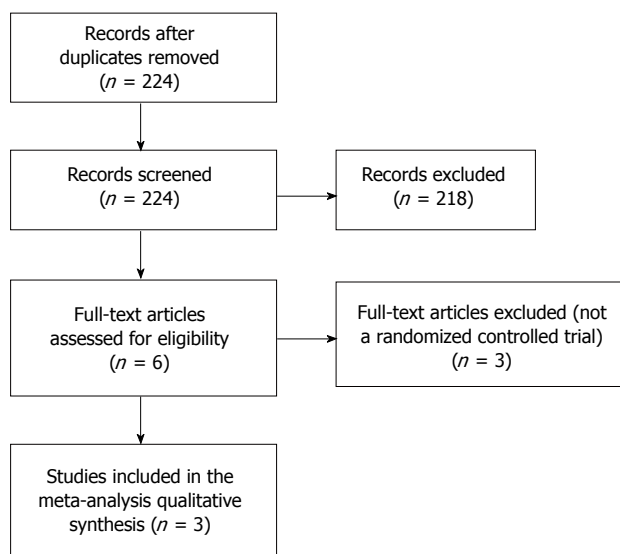 Records after
duplicates removed
(n = 224)
Records screened
(n = 224)
Records excluded
(n = 218)
Full-text articles
assessed for eligibility
(n = 6)
Full-text articles excluded (not
a randomized controlled trial)
(n = 3)
Studies included in the
meta-analysis qualitative
synthesis (n = 3)